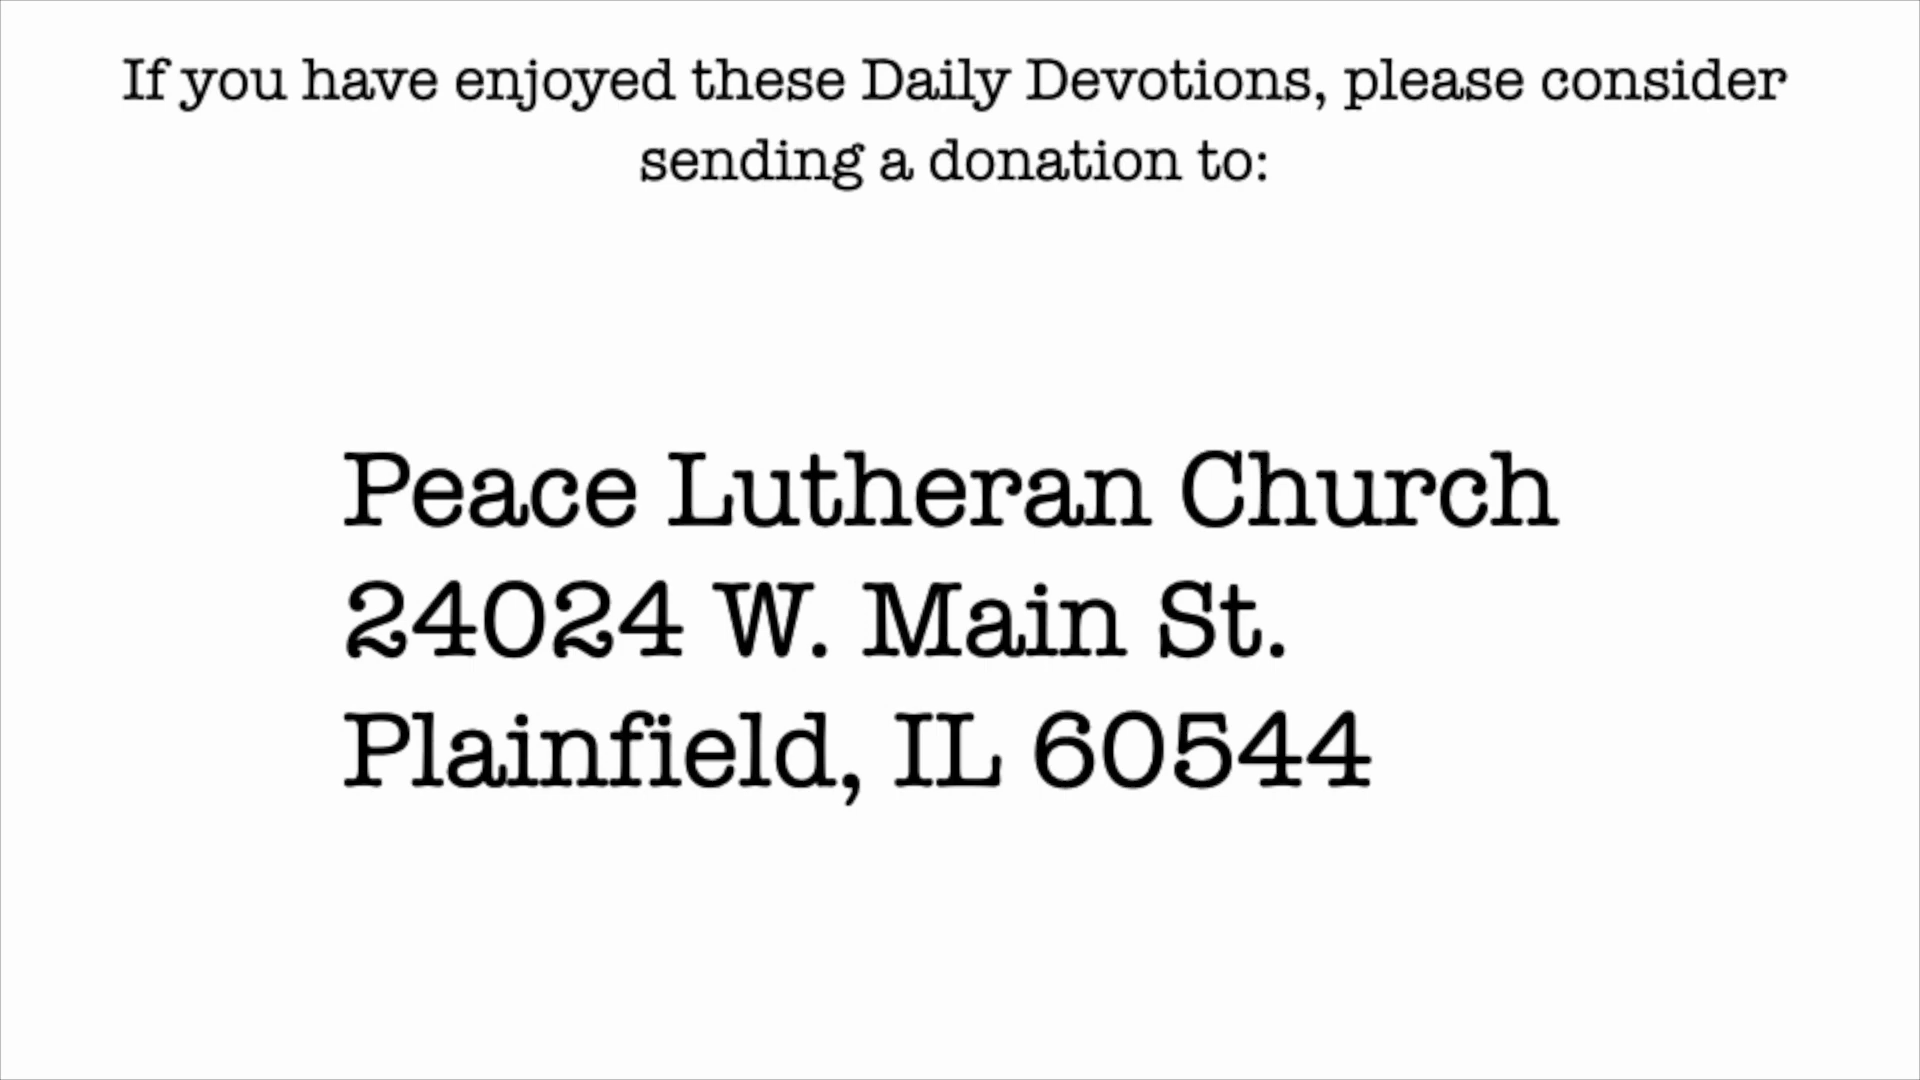 If you have enjoyed these Daily Devotions, please consider
sending a donation to:
Peace Lutheran Church
24024 W. Main St.
Plainfield, IL 60544